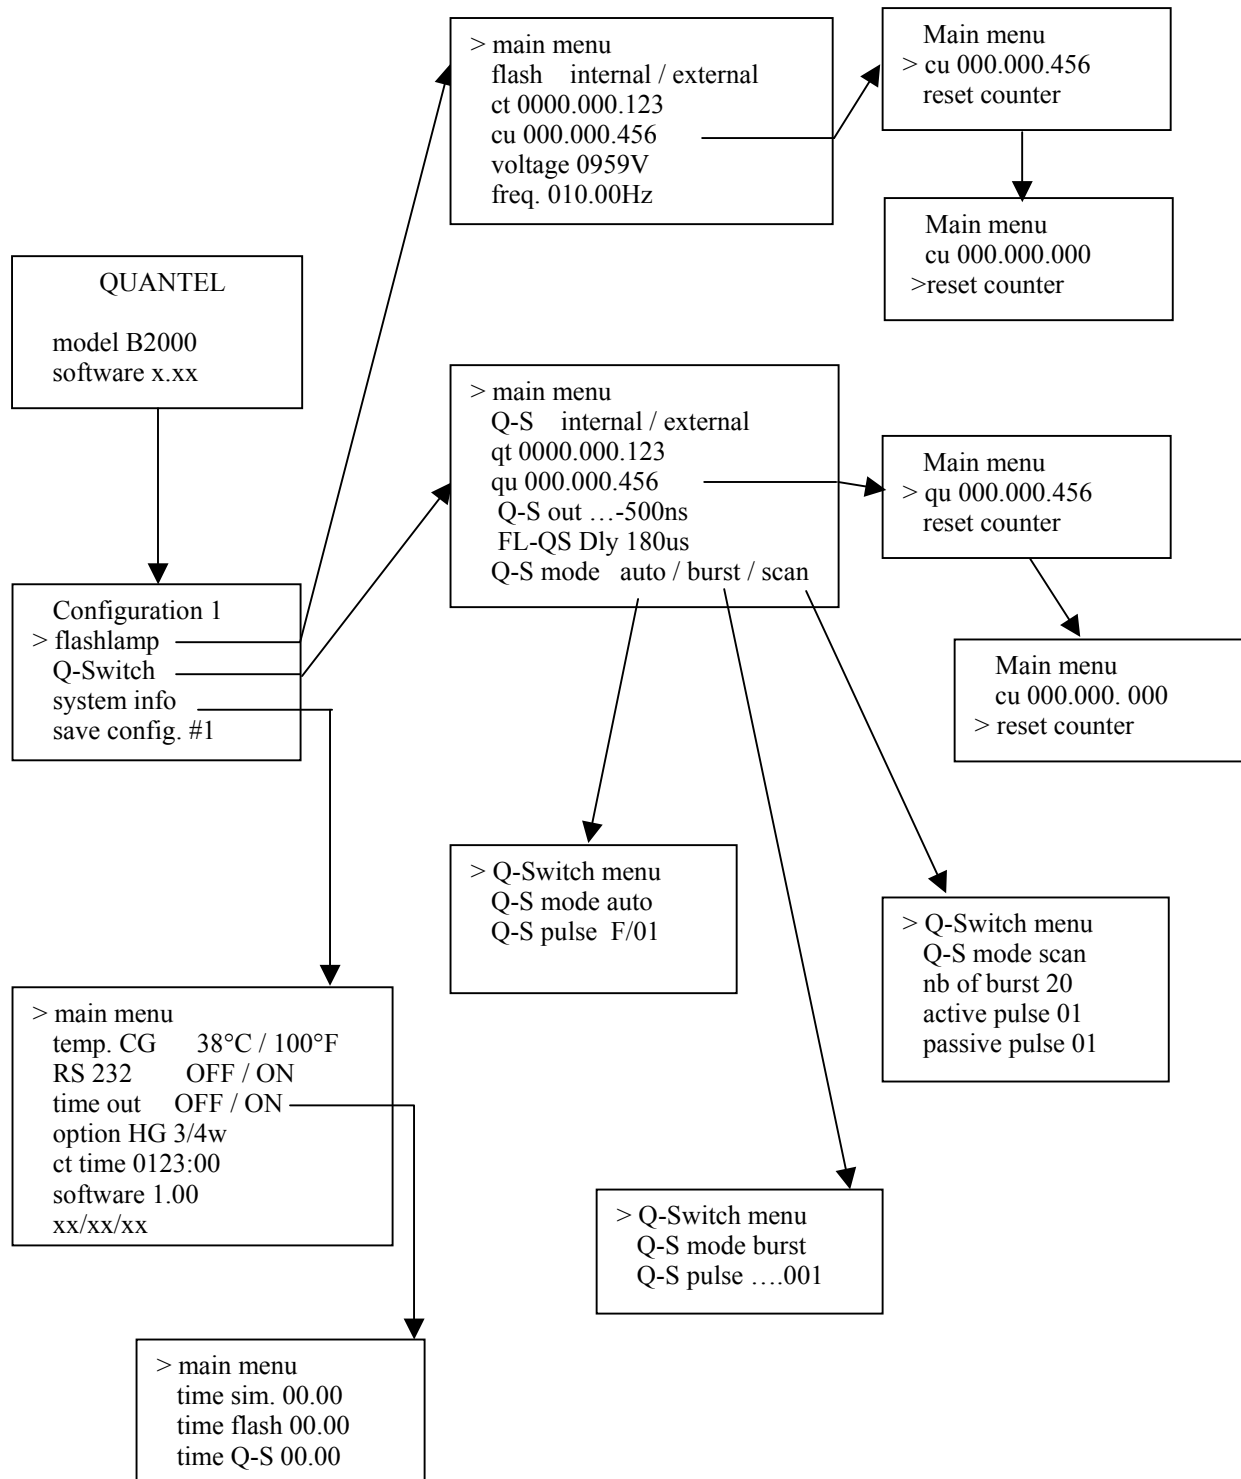 > main menu
flash internal / external
ct 0000.000.123
cu 000.000.456
voltage 0959V
freq. 010.00Hz
Main menu
> cu 000.000.456
reset counter
Main menu
cu 000.000.000
>reset counter
QUANTEL
model B2000
software x.xx
> main menu
Q-S internal / external
qt 0000.000.123
qu 000.000.456
Q-S out …-500ns
FL-QS Dly 180us
Q-S mode auto / burst / scan
Main menu
> qu 000.000.456
reset counter
Main menu
cu 000.000. 000
> reset counter
Configuration 1
> flashlamp
Q-Switch
system info
save config. #1
> Q-Switch menu
Q-S mode auto
Q-S pulse F/01
> Q-Switch menu
Q-S mode scan
nb of burst 20
active pulse 01
passive pulse 01
> main menu
temp. CG 38°C / 100°F
RS 232 OFF / ON
time out OFF / ON
option HG 3/4w
ct time 0123:00
software 1.00
xx/xx/xx
> Q-Switch menu
Q-S mode burst
Q-S pulse ….001
> main menu
time sim. 00.00
time flash 00.00
time Q-S 00.00